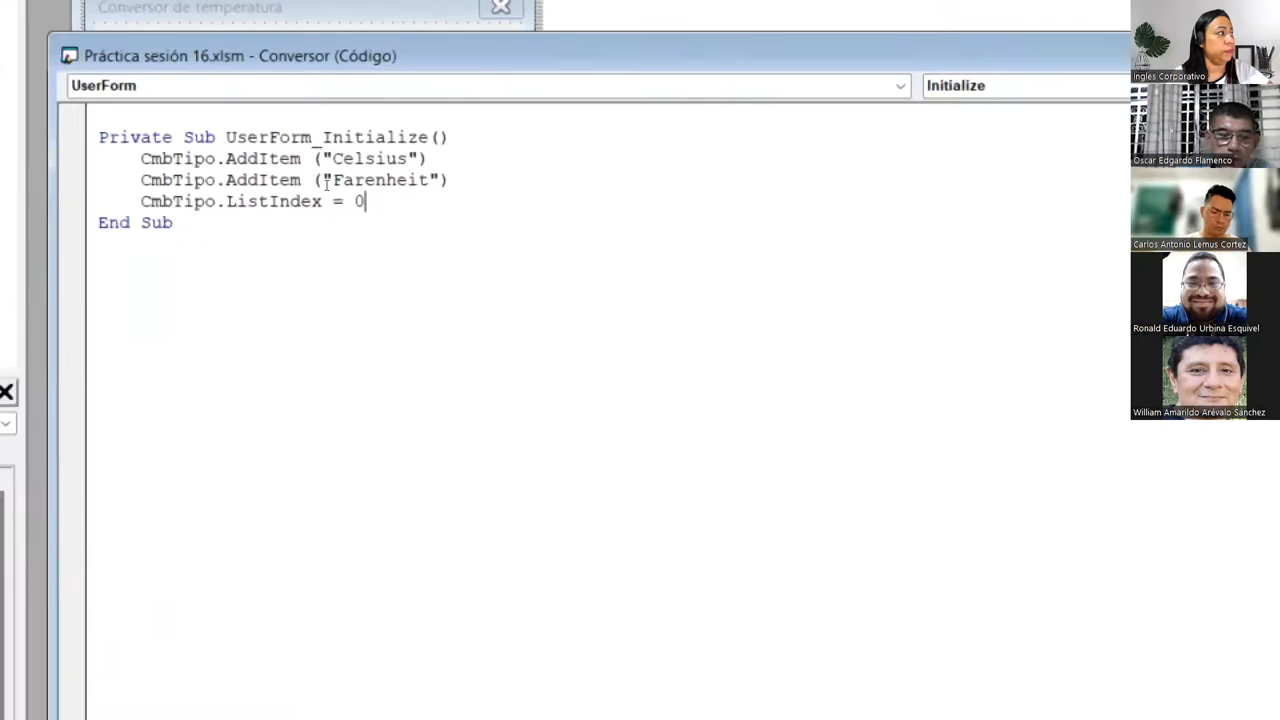 Conversor de temperatura
Práctica sesión 16.xlsm - Conversor (Código)
UserForm
Initialize
Private Sub UserForm_Initialize()
CmbTipo.AddItem ("Celsius")
CmbTipo.AddItem ("Farenheit")
CmbTipo.ListIndex = 0
End Sub
Ingles Corporativo
Oscar Edgardo Flamenco
Carlos Antonio Lemus Cortez
Ronald Eduardo Urbina Esquivel
William Amarildo Arévalo Sánchez